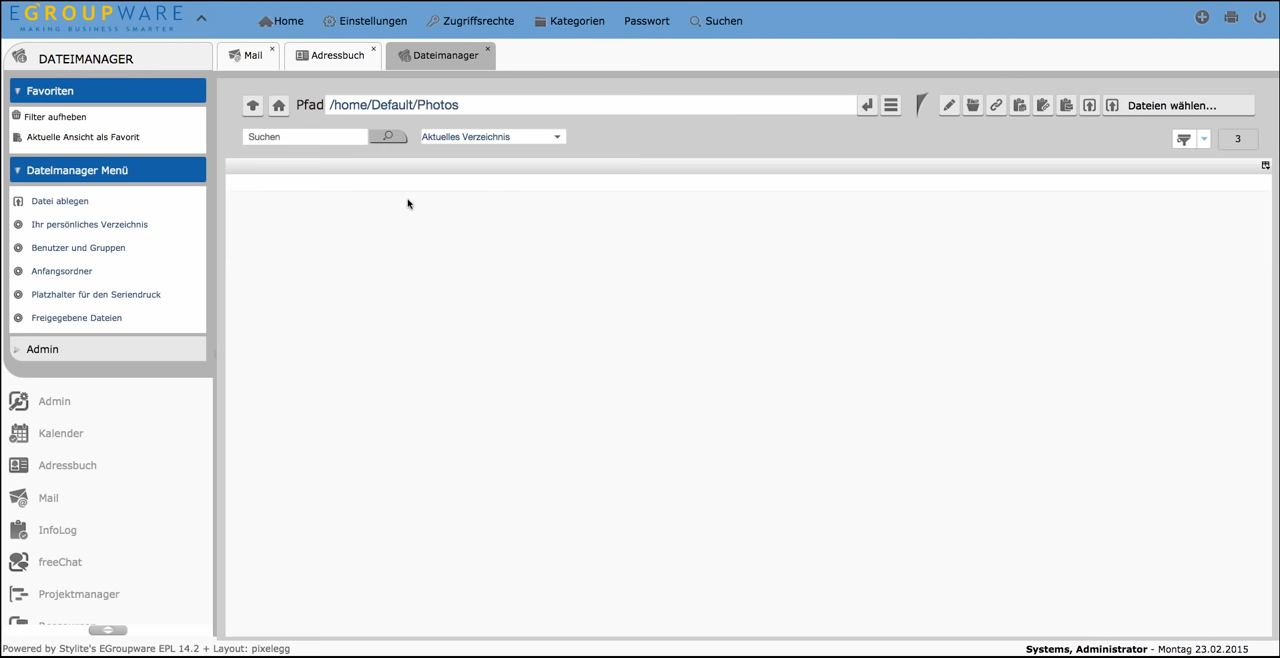 EGROUPWARE
MAKING BUSINESS SMARTER
Home Einstellungen Zugriffsrechte Kategorien Passwort Suchen
DATEIMANAGER
Mail Adressbuch Dateimanager
Favoriten
Filter aufheben
Aktuelle Ansicht als Favorit
Dateimanager Menü
Datei ablegen
Ihr persönliches Verzeichnis
Benutzer und Gruppen
Anfangsordner
Platzhalter für den Seriendruck
Freigegebene Dateien
Admin
Admin
Kalender
Adressbuch
Mail
InfoLog
freeChat
Projektmanager
Pfad /home/Default/Photos
Dateien wählen...
Suchen Aktuelles Verzeichnis
3
Powered by Stylite's EGroupware EPL 14.2 + Layout: pixelegg
Systems, Administrator - Montag 23.02.2015